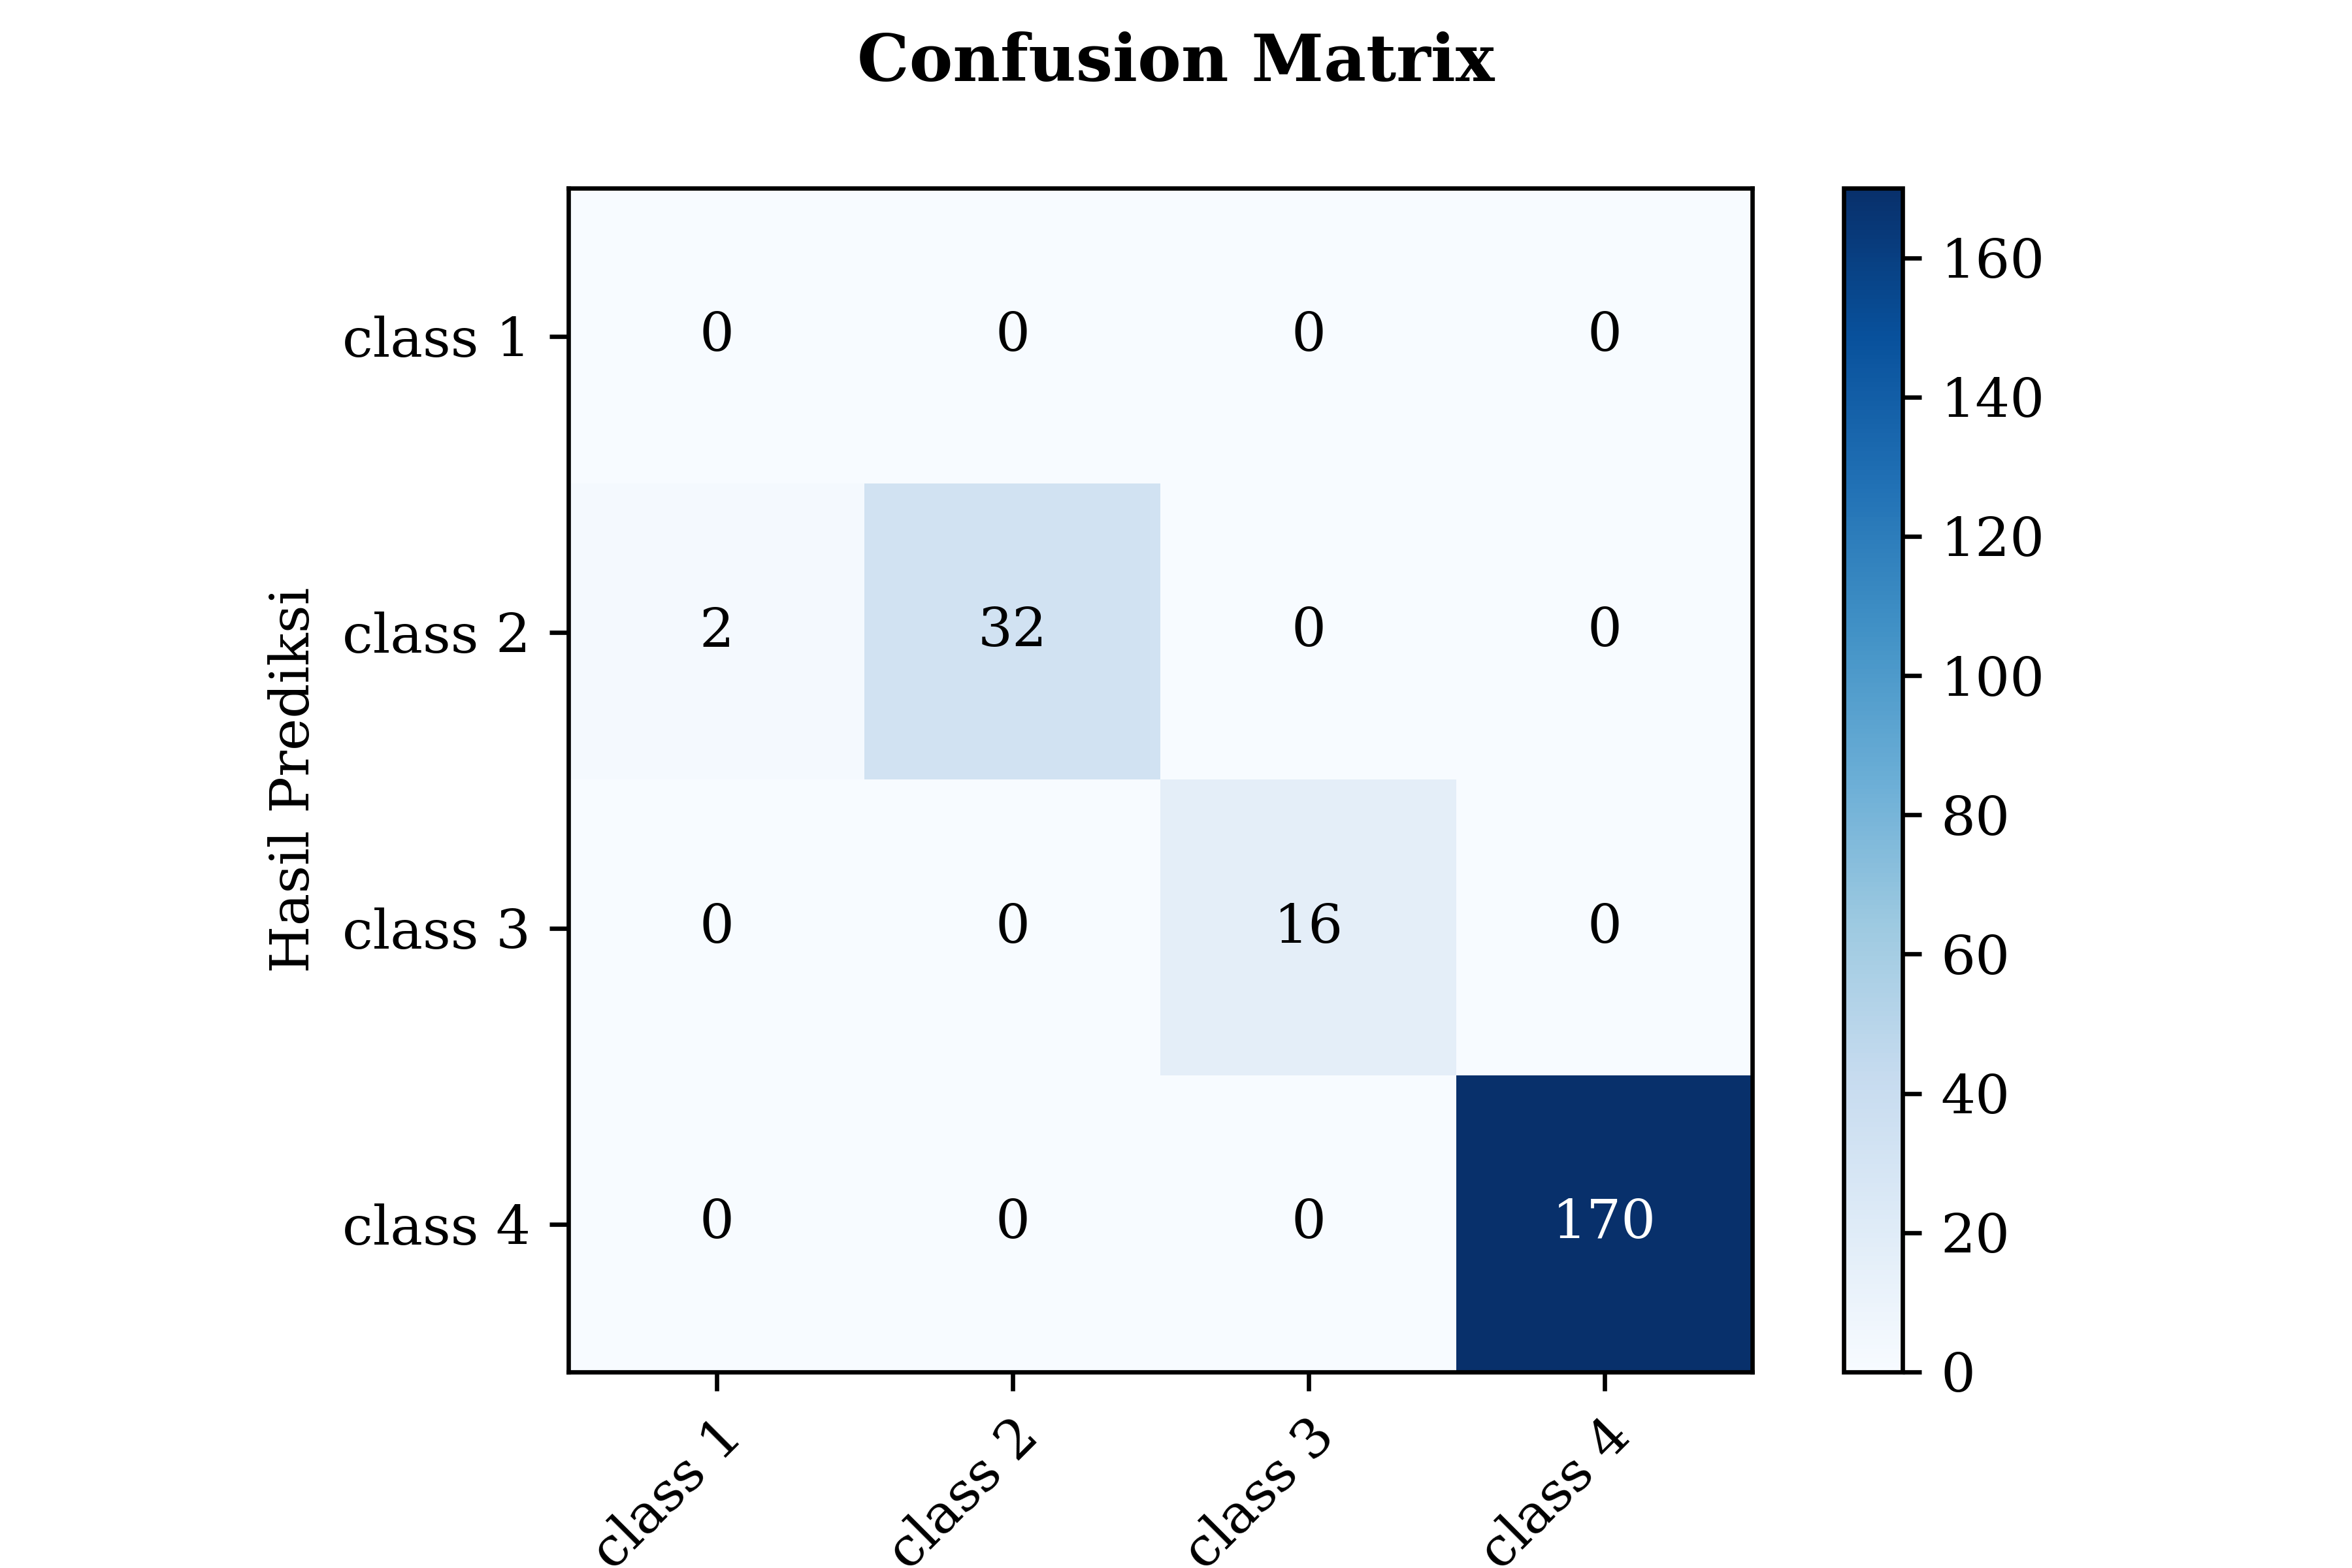 Confusion Matrix
class 1 0 0 0 0
class 2 2 32 0 0
class 3 0 0 16 0
class 4 0 0 0 170
Hasil Prediksi
class 1 class 2 class 3 class 4
160
140
120
100
80
60
40
20
0